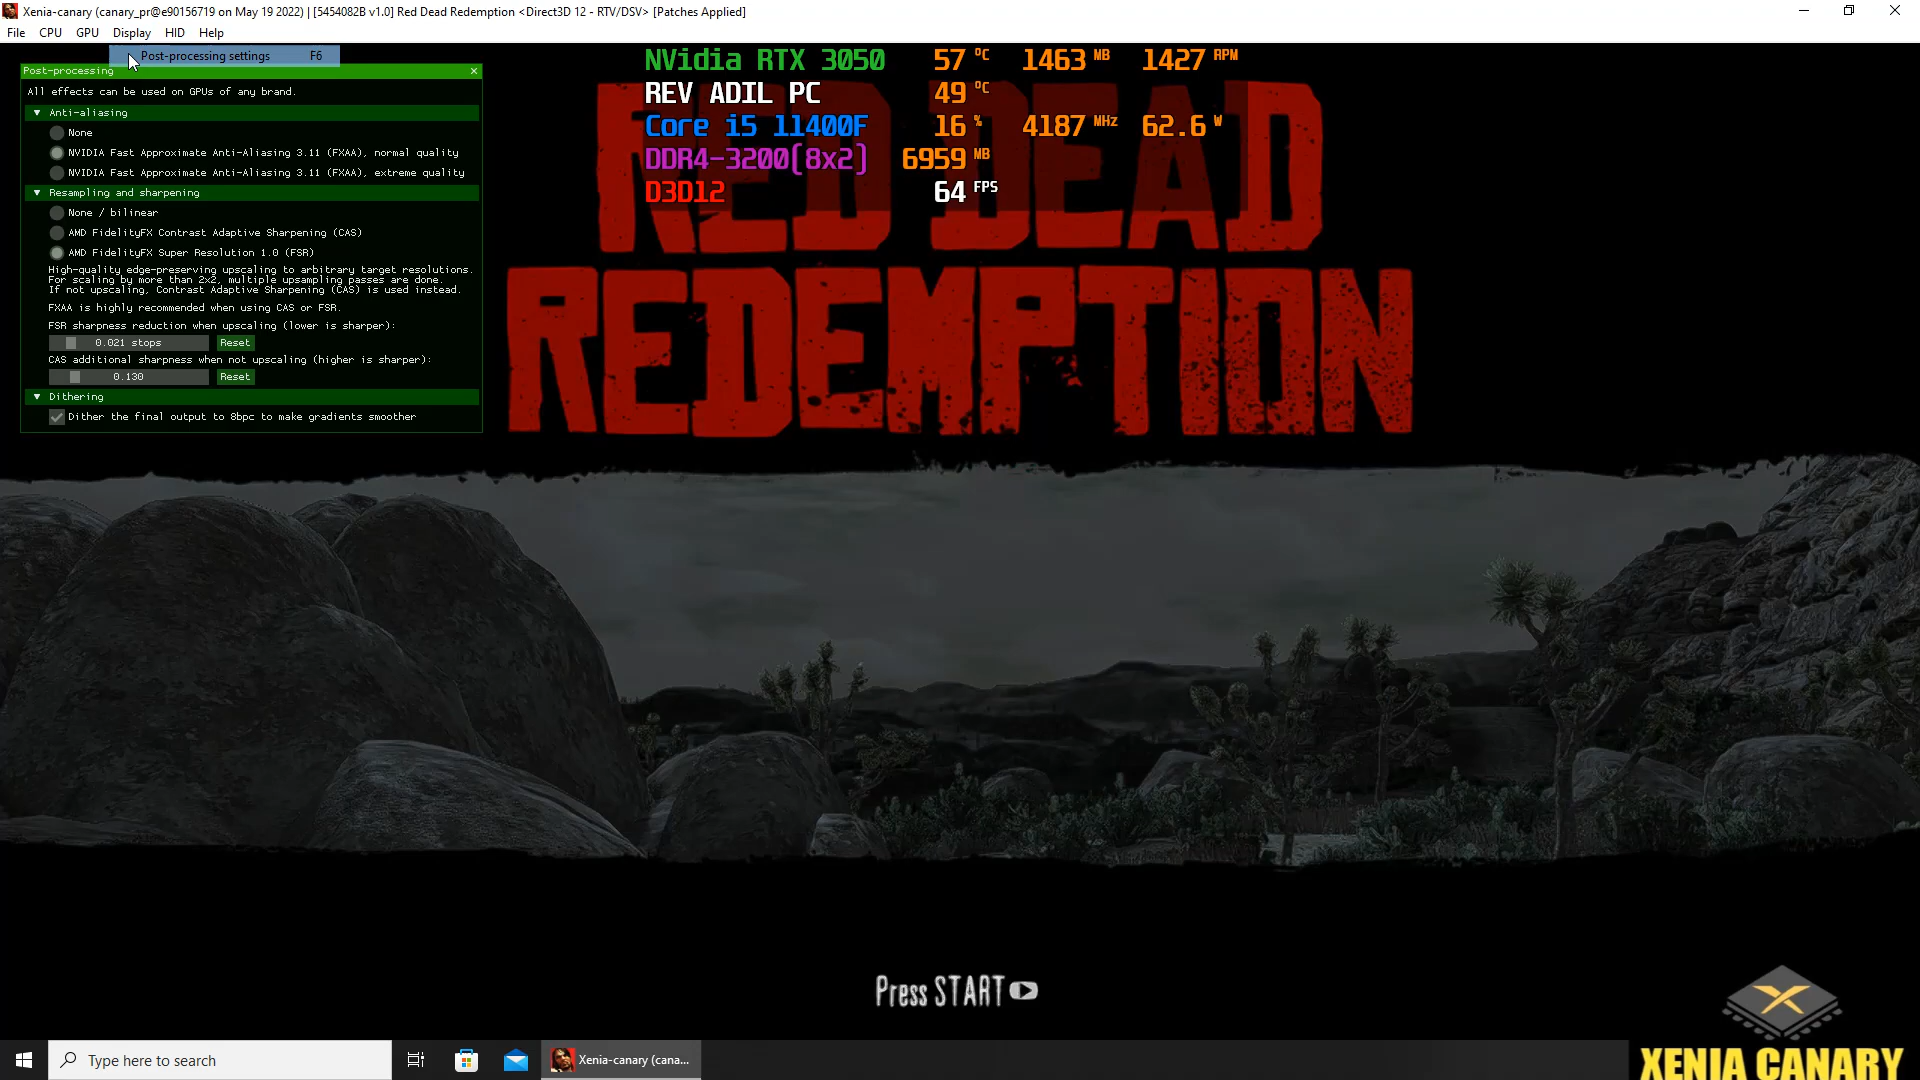 Xenia-canary (canary_pr@e90156719 on May 19 2022) | [5454082B v1.0] Red Dead Redemption <Direct3D 12 - RTV/DSV> [Patches Applied]
File CPU GPU Display HID Help
Post-processing settings F6
Post-processing
All effects can be used on GPUs of any brand.
Anti-aliasing
None
NVIDIA Fast Approximate Anti-Aliasing 3.11 (FXAA), normal quality
NVIDIA Fast Approximate Anti-Aliasing 3.11 (FXAA), extreme quality
Resampling and sharpening
None / bilinear
AMD FidelityFX Contrast Adaptive Sharpening (CAS)
AMD FidelityFX Super Resolution 1.0 (FSR)
High-quality edge-preserving upscaling to arbitrary target resolutions.
For scaling by more than 2x2, multiple upsampling passes are done.
If not upscaling, Contrast Adaptive Sharpening (CAS) is used instead.
FXAA is highly recommended when using CAS or FSR.
FSR sharpness reduction when upscaling (lower is sharper):
0.021 stops Reset
CAS additional sharpness when not upscaling (higher is sharper):
0.130 Reset
Dithering
Dither the final output to 8bpc to make gradients smoother
NVidia RTX 3050 57 °C 1463 MB 1427 RPM
REV ADIL PC 49 °C
Core i5 11400F 16 % 4187 MHz 62.6 W
DDR4-3200(8x2) 6959 MB
D3D12 64 FPS
RED DEAD
REDEMPTION
Press START
Type here to search
Xenia-canary (cana...
XENIA CANARY